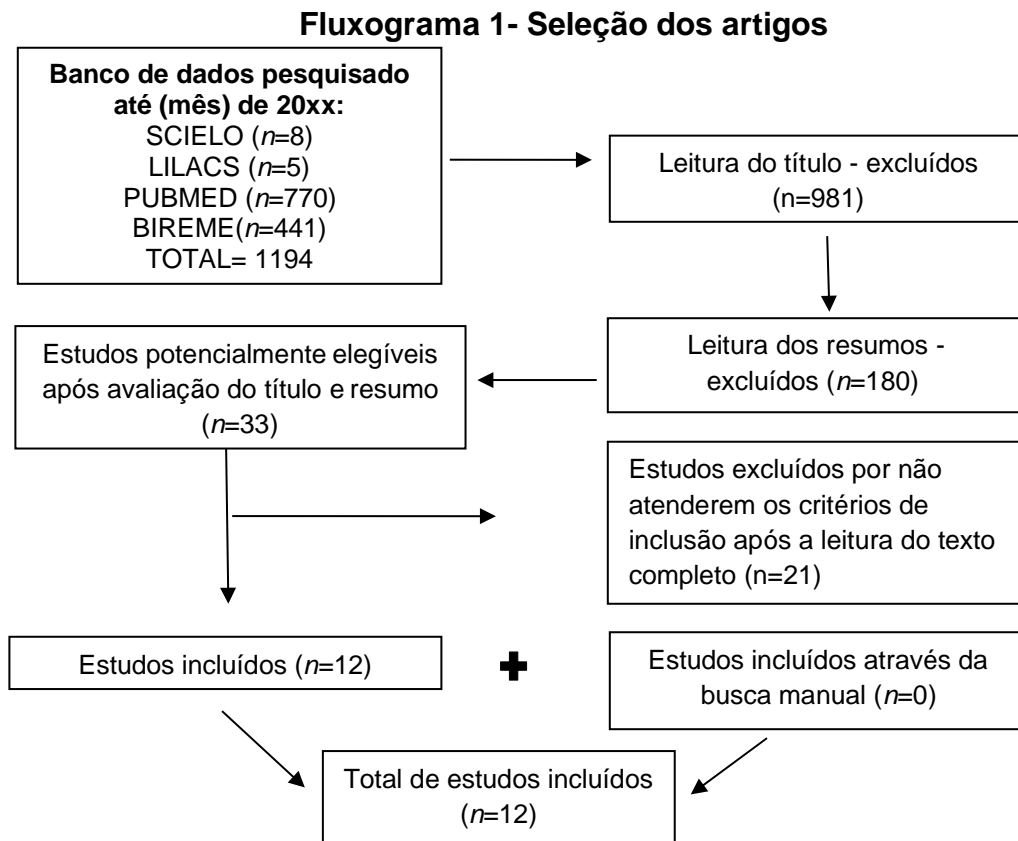 Fluxograma 1- Seleção dos artigos
Banco de dados pesquisado
até (mês) de 20xx:
SCIELO (n=8)
LILACS (n=5)
PUBMED (n=770)
BIREME(n=441)
TOTAL= 1194
Leitura do título - excluídos
(n=981)
Leitura dos resumos -
excluídos (n=180)
Estudos potencialmente elegíveis
após avaliação do título e resumo
(n=33)
Estudos excluídos por não
atenderem os critérios de
inclusão após a leitura do texto
completo (n=21)
Estudos incluídos (n=12)
Estudos incluídos através da
busca manual (n=0)
Total de estudos incluídos
(n=12)